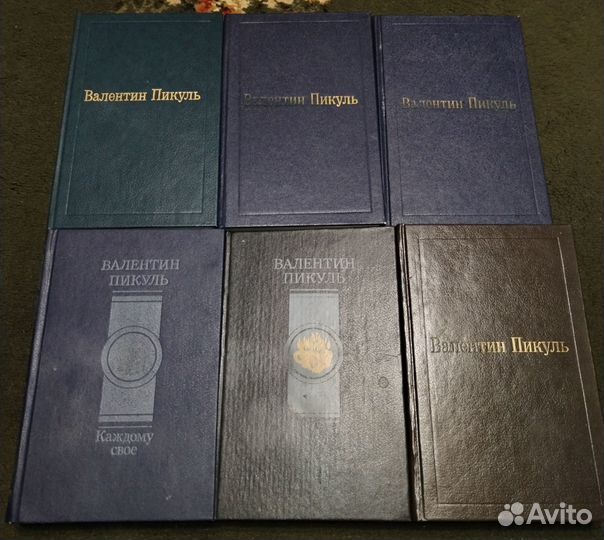 Валентин Пикуль
Валентин Пикуль
Валентин Пикуль
ВАЛЕНТИН
ПИКУЛЬ
Каждому
свое
ВАЛЕНТИН
ПИКУЛЬ
Валентин Пикуль
Avito